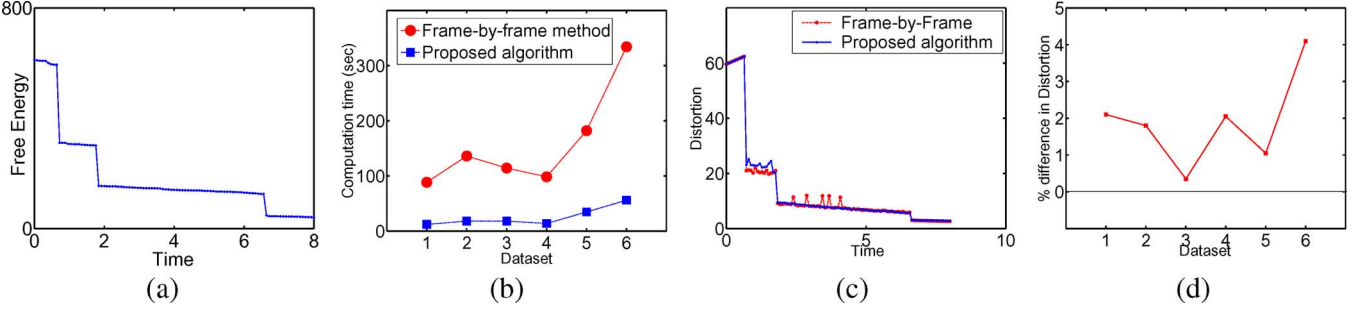 800
Free Energy
0
0 2 4 6 8
Time
(a)
Frame-by-frame method
Proposed algorithm
Computation time (sec)
300
200
100
0
1 2 3 4 5 6
Dataset
(b)
Frame-by-Frame
Proposed algorithm
Distortion
60
40
20
0
0 5 10
Time
(c)
% difference in Distortion
5
4
3
2
1
0
1 2 3 4 5 6
Dataset
(d)